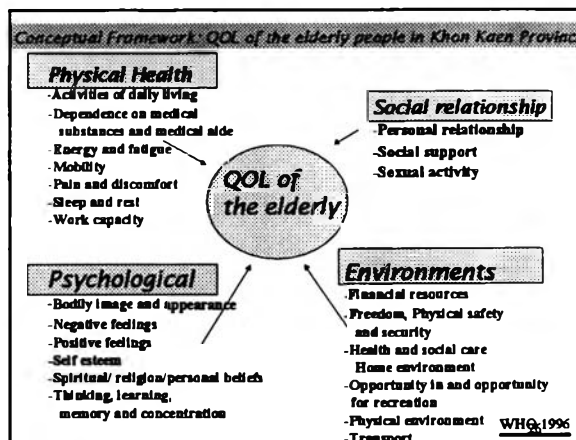 Conceptual Framework: QOL of the elderly people in Khon Kaen Provinc
Physical Health
-Activities of daily living
-Dependence on medical
substances and medical aide
-Energy and fatigue
-Mobility
-Pain and discomfort
-Sleep and rest
-Work capacity
Social relationship
-Personal relationship
-Social support
-Sexual activity
QOL of
the elderly
Psychological
-Bodily image and appearance
-Negative feelings
-Positive feelings
-Self esteem
-Spiritual/ religion/personal beliefs
-Thinking, learning,
memory and concentration
Environments
-Financial resources
-Freedom, Physical safety
and security
-Health and social care
Home environment
-Opportunity in and opportunity
for recreation
-Physical environment
-Transport
WHO, 1996